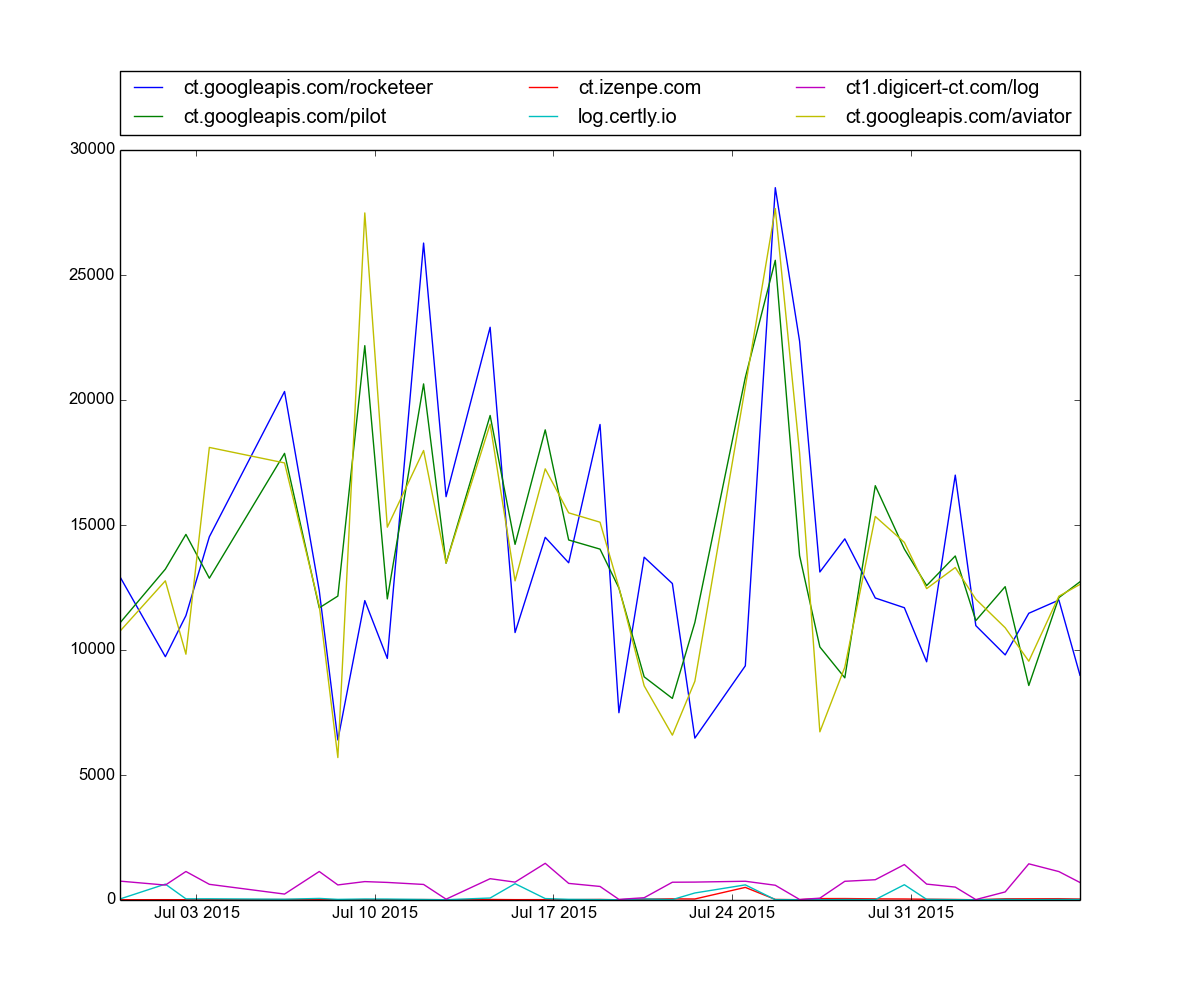 ct.googleapis.com/rocketeer ct.izenpe.com ct1.digicert-ct.com/log
ct.googleapis.com/pilot log.certly.io ct.googleapis.com/aviator
30000
25000
20000
15000
10000
5000
0
Jul 03 2015 Jul 10 2015 Jul 17 2015 Jul 24 2015 Jul 31 2015